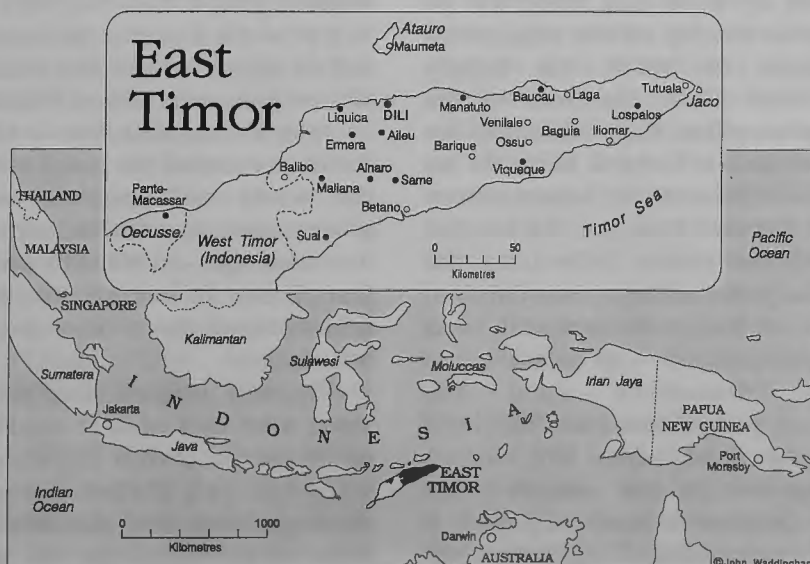 East
Timor
Atauro
Maumeta
Liquica
DILI
Manatuto
Baucau
Laga
Tutuala
Jaco
Lospalos
Ermera
Aileu
Venilale
Baguia
Iliomar
Barique
Ossu
Viqueque
Balibo
Maliana
Ainaro
Same
Betano
Pante-
Macassar
Oecusse
West Timor
(Indonesia)
Suai
Timor Sea
0 50
Kilometres
THAILAND
MALAYSIA
SINGAPORE
Pacific
Ocean
Kalimantan
Sumatera
Sulawesi
Moluccas
Irian Jaya
PAPUA
NEW GUINEA
INDONESIA
Jakarta
Java
Port
Moresby
EAST
TIMOR
Indian
Ocean
0 1000
Kilometres
Darwin
AUSTRALIA
© John Waddingham